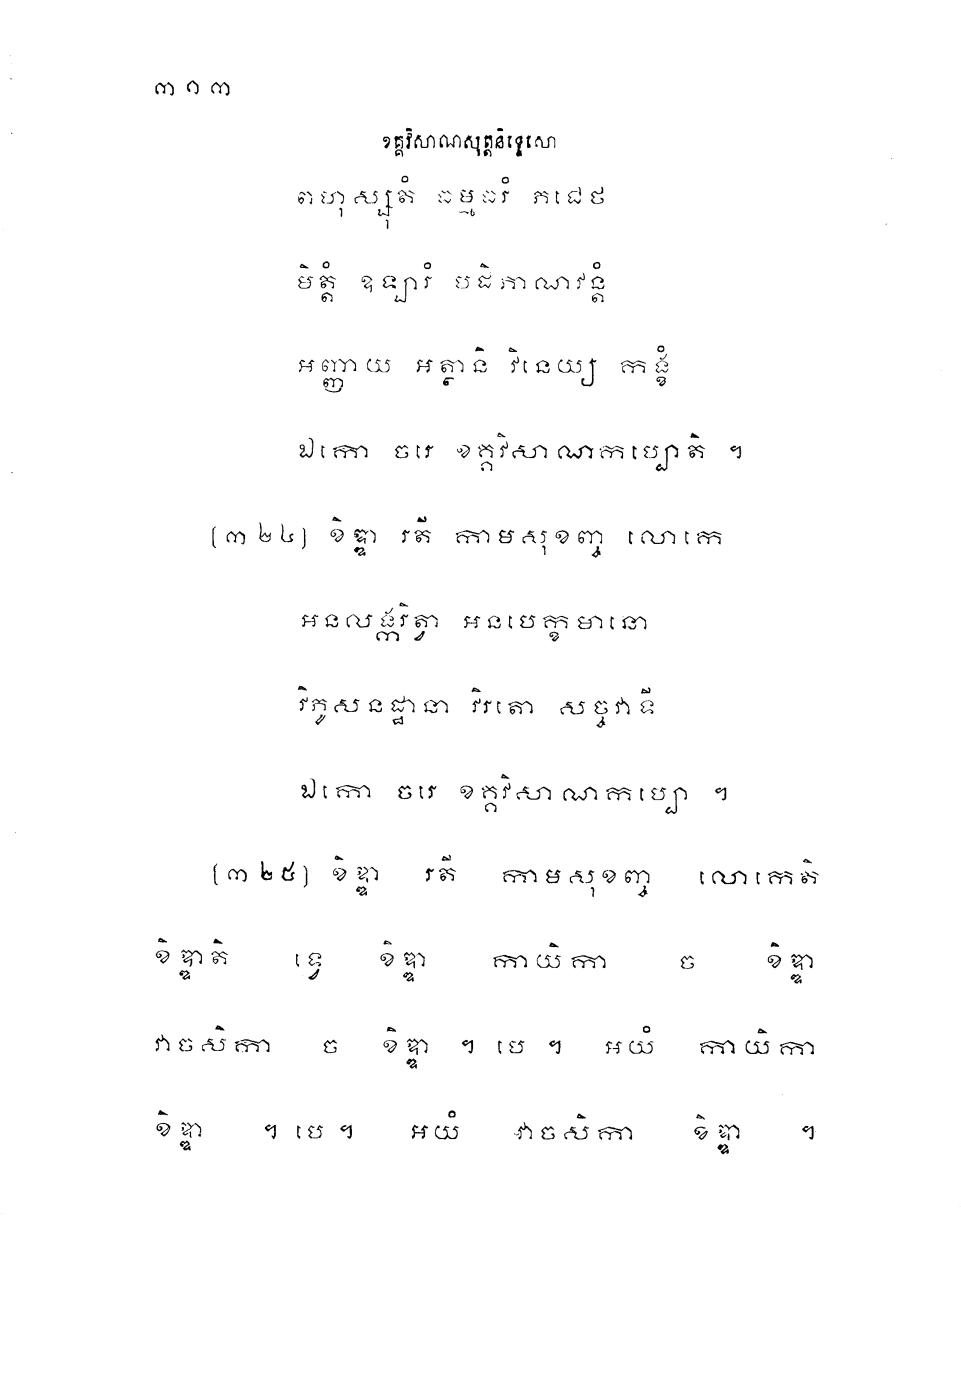 ៣១៣
ខគ្គវិសាណសុត្តនិទ្ទេសោ
ពហុស្សុតំ ធម្មធរំ ភជេថ
មិត្តំ ឧឡារំ បដិភាណវន្តំ
អញ្ញាយ អត្ថានិ វិនេយ្យ កង្ខំ
ឯកោ ចរេ ខគ្គវិសាណកប្បោតិ ។
[៣២៤] ខិឌ្ឌា រតី កាមសុខញ្ច លោកេ
អនលង្ករិត្វា អនបេក្ខមានោ
វិភូសនដ្ឋានា វិរតោ សច្ចវាទី
ឯកោ ចរេ ខគ្គវិសាណកប្បោ ។
[៣២៥] ខិឌ្ឌា រតី កាមសុខញ្ច លោកេតិ
ខិឌ្ឌាតិ ទ្វេ ខិឌ្ឌា កាយិកា ច ខិឌ្ឌា
វាចសិកា ច ខិឌ្ឌា ។ បេ ។ អយំ កាយិកា
ខិឌ្ឌា ។ បេ ។ អយំ វាចសិកា ខិឌ្ឌា ។